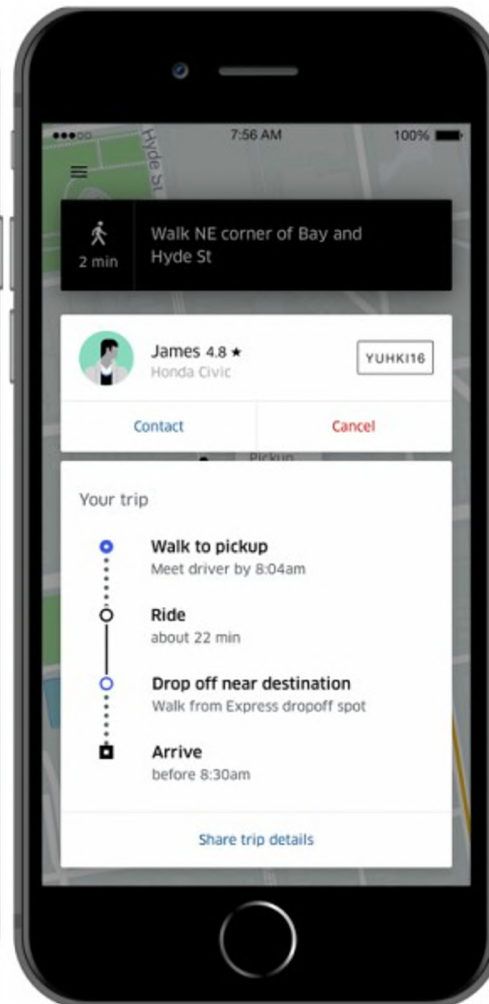 Hyde St
7:56 AM
100%
2 min
Walk NE corner of Bay and
Hyde St
James 4.8 ★
Honda Civic
YUHKI16
Contact
Cancel
Pickup
Your trip
Walk to pickup
Meet driver by 8:04am
Ride
about 22 min
Drop off near destination
Walk from Express dropoff spot
Arrive
before 8:30am
Share trip details